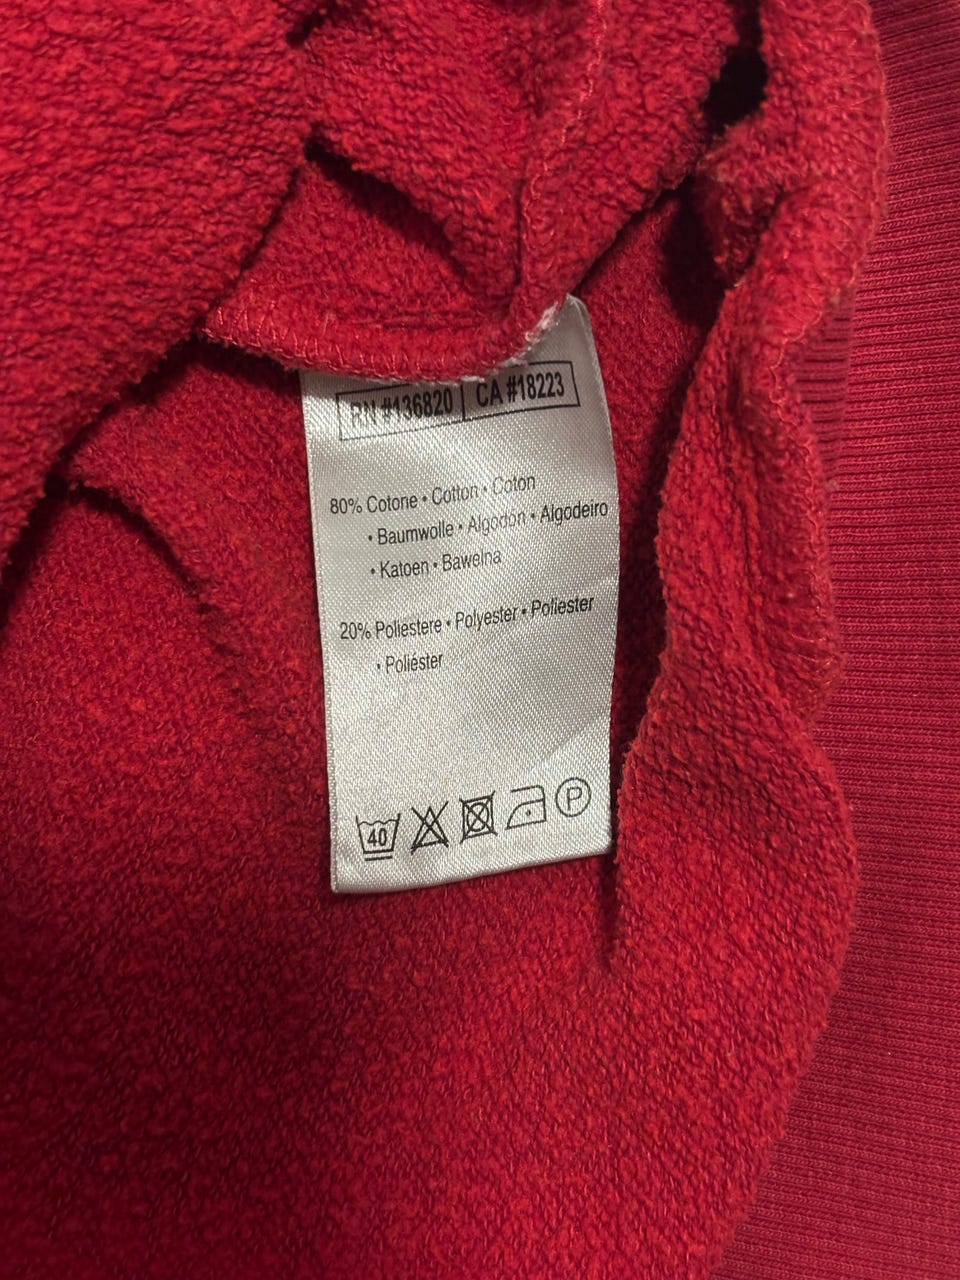 RN #136820 CA #18223
80% Cotone • Cotton • Coton
• Baumwolle • Algodón • Algodeiro
• Katoen • Bawełna
20% Poliestere • Polyester • Poliester
• Poliéster
40 P